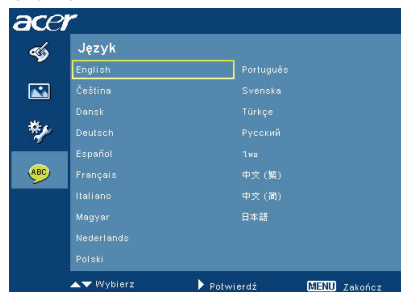 acer
Język
English
Čeština
Dansk
Deutsch
Español
Français
Italiano
Magyar
Nederlands
Polski
Português
Svenska
Türkçe
Русский
ไทย
中文 (繁)
中文 (简)
日本語
ABC
Wybierz
Potwierdź
MENU Zakończ